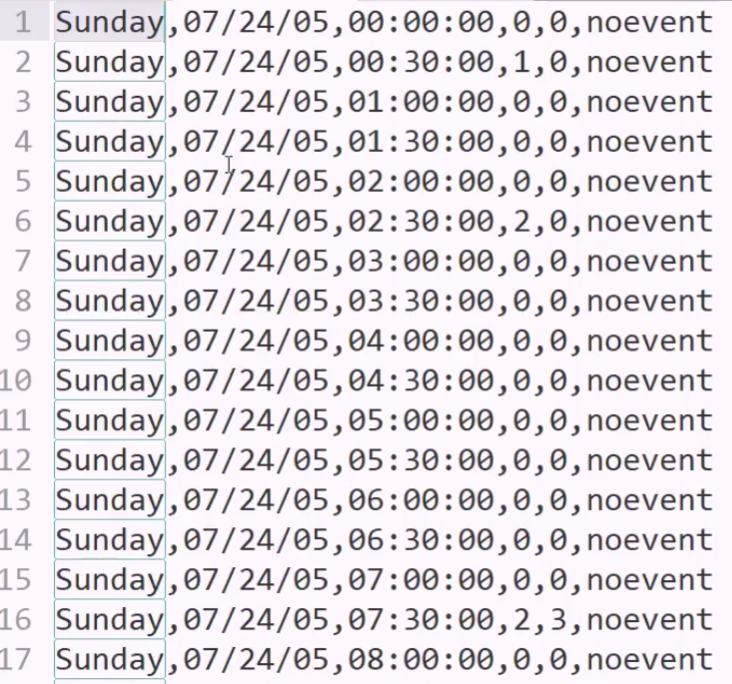 1 Sunday,07/24/05,00:00:00,0,0,noevent
2 Sunday,07/24/05,00:30:00,1,0,noevent
3 Sunday,07/24/05,01:00:00,0,0,noevent
4 Sunday,07/24/05,01:30:00,0,0,noevent
5 Sunday,07/24/05,02:00:00,0,0,noevent
6 Sunday,07/24/05,02:30:00,2,0,noevent
7 Sunday,07/24/05,03:00:00,0,0,noevent
8 Sunday,07/24/05,03:30:00,0,0,noevent
9 Sunday,07/24/05,04:00:00,0,0,noevent
10 Sunday,07/24/05,04:30:00,0,0,noevent
11 Sunday,07/24/05,05:00:00,0,0,noevent
12 Sunday,07/24/05,05:30:00,0,0,noevent
13 Sunday,07/24/05,06:00:00,0,0,noevent
14 Sunday,07/24/05,06:30:00,0,0,noevent
15 Sunday,07/24/05,07:00:00,0,0,noevent
16 Sunday,07/24/05,07:30:00,2,3,noevent
17 Sunday,07/24/05,08:00:00,0,0,noevent